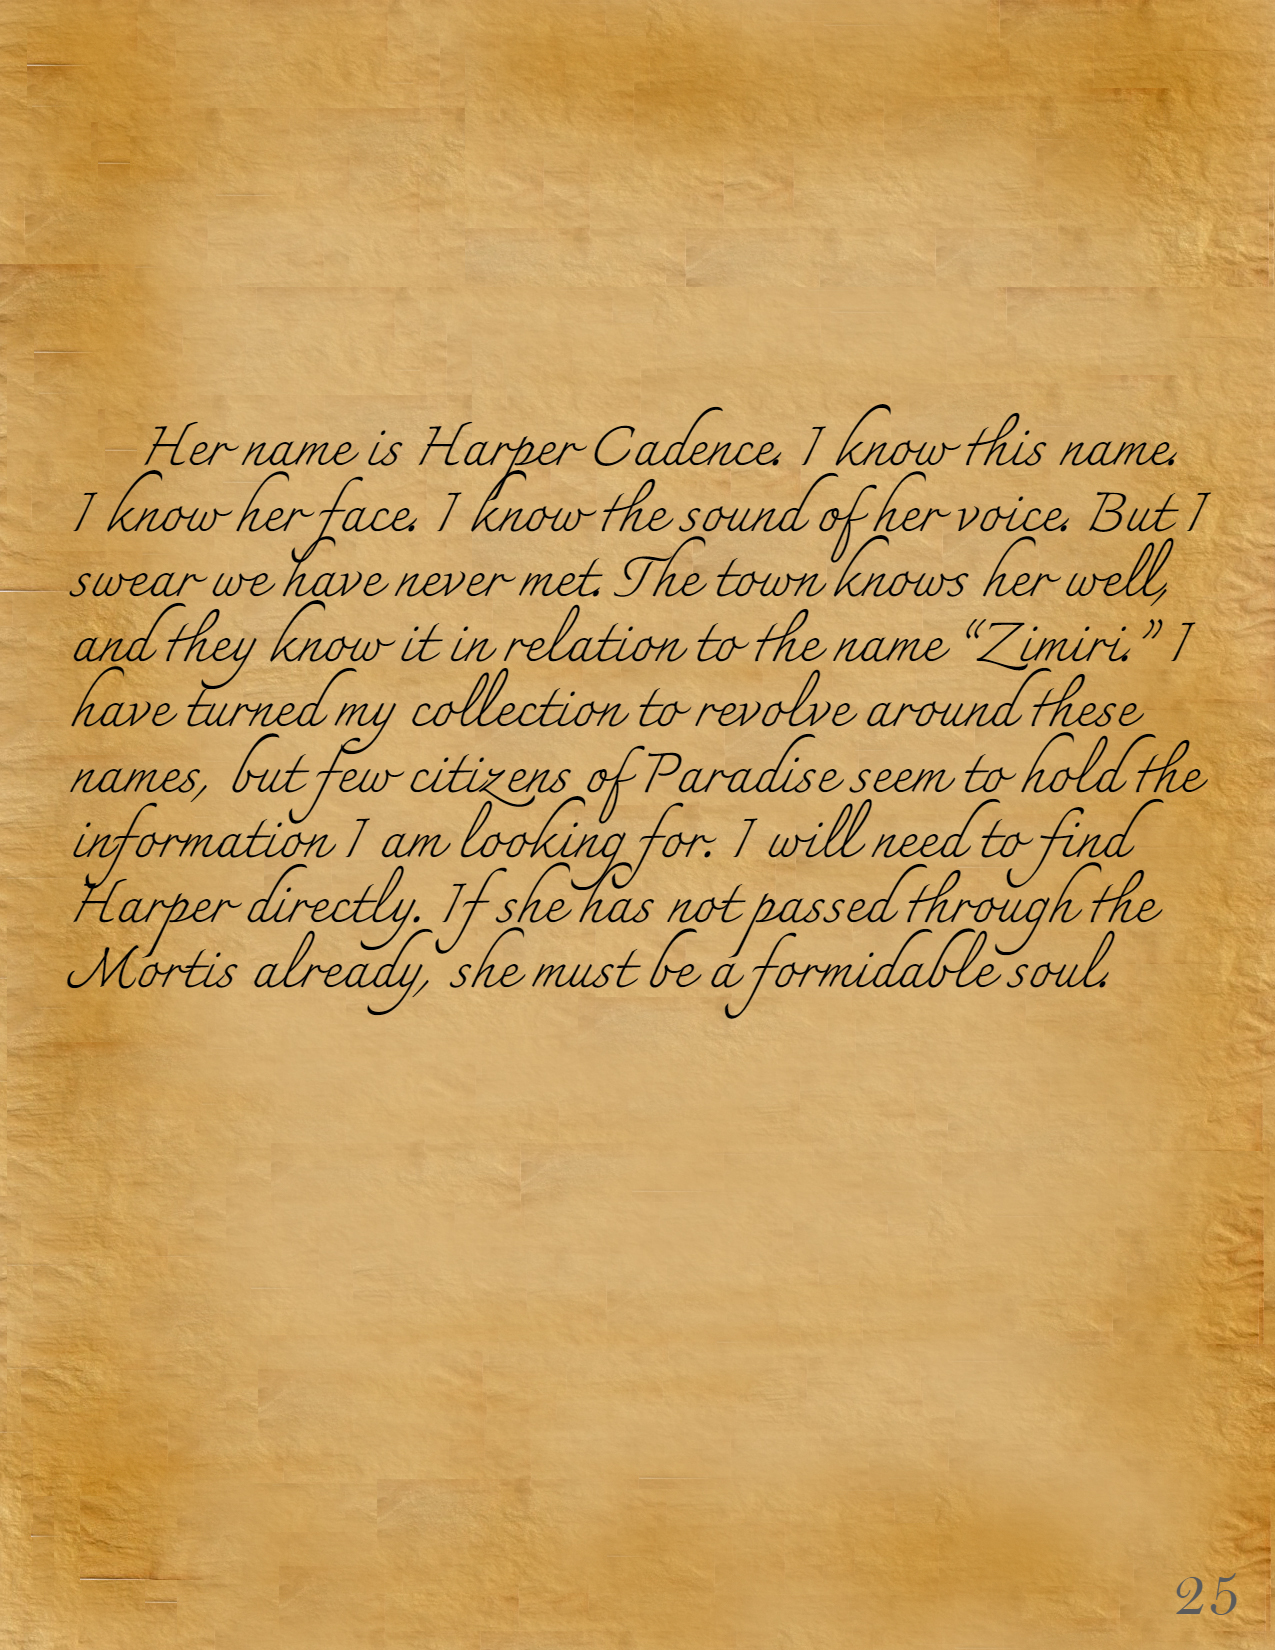 Her name is Harper Cadence. I know this name.
I know her face. I know the sound of her voice. But I
swear we have never met. The town knows her well,
and they know it in relation to the name “Zimiri.” I
have turned my collection to revolve around these
names, but few citizens of Paradise seem to hold the
information I am looking for. I will need to find
Harper directly. If she has not passed through the
Mortis already, she must be a formidable soul.
25